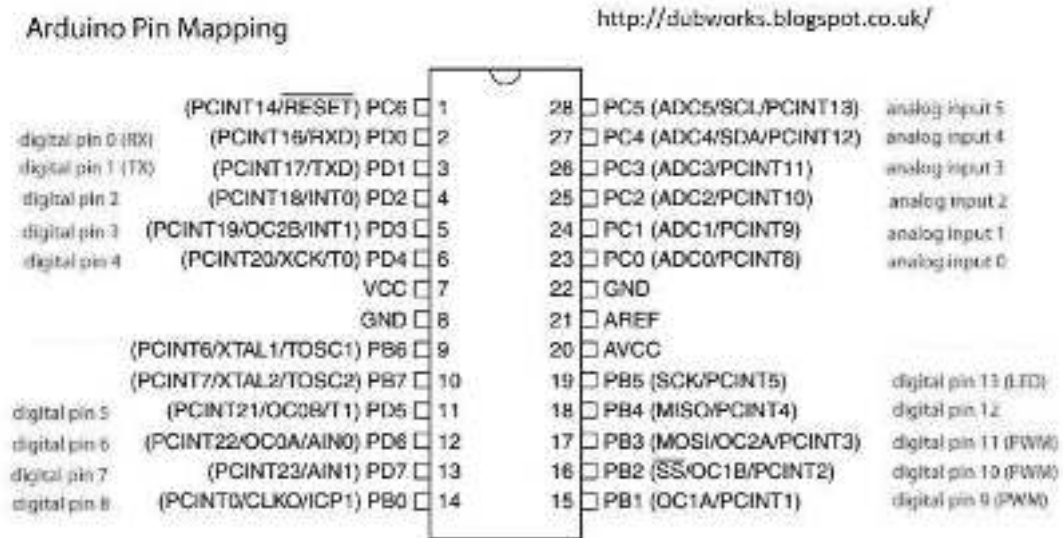 Arduino Pin Mapping
http://dubworks.blogspot.co.uk/
(PCINT14/RESET) PC6 1
digital pin 0 (RX) (PCINT16/RXD) PD0 2
digital pin 1 (TX) (PCINT17/TXD) PD1 3
digital pin 2 (PCINT18/INT0) PD2 4
digital pin 3 (PCINT19/OC2B/INT1) PD3 5
digital pin 4 (PCINT20/XCK/T0) PD4 6
VCC 7
GND 8
(PCINT6/XTAL1/TOSC1) PB6 9
(PCINT7/XTAL2/TOSC2) PB7 10
digital pin 5 (PCINT21/OC0B/T1) PD5 11
digital pin 6 (PCINT22/OC0A/AIN0) PD6 12
digital pin 7 (PCINT23/AIN1) PD7 13
digital pin 8 (PCINT0/CLKO/ICP1) PB0 14
28 PC5 (ADC5/SCL/PCINT13) analog input 5
27 PC4 (ADC4/SDA/PCINT12) analog input 4
26 PC3 (ADC3/PCINT11) analog input 3
25 PC2 (ADC2/PCINT10) analog input 2
24 PC1 (ADC1/PCINT9) analog input 1
23 PC0 (ADC0/PCINT8) analog input 0
22 GND
21 AREF
20 AVCC
19 PB5 (SCK/PCINT5) digital pin 13 (LED)
18 PB4 (MISO/PCINT4) digital pin 12
17 PB3 (MOSI/OC2A/PCINT3) digital pin 11 (PWM)
16 PB2 (SS/OC1B/PCINT2) digital pin 10 (PWM)
15 PB1 (OC1A/PCINT1) digital pin 9 (PWM)